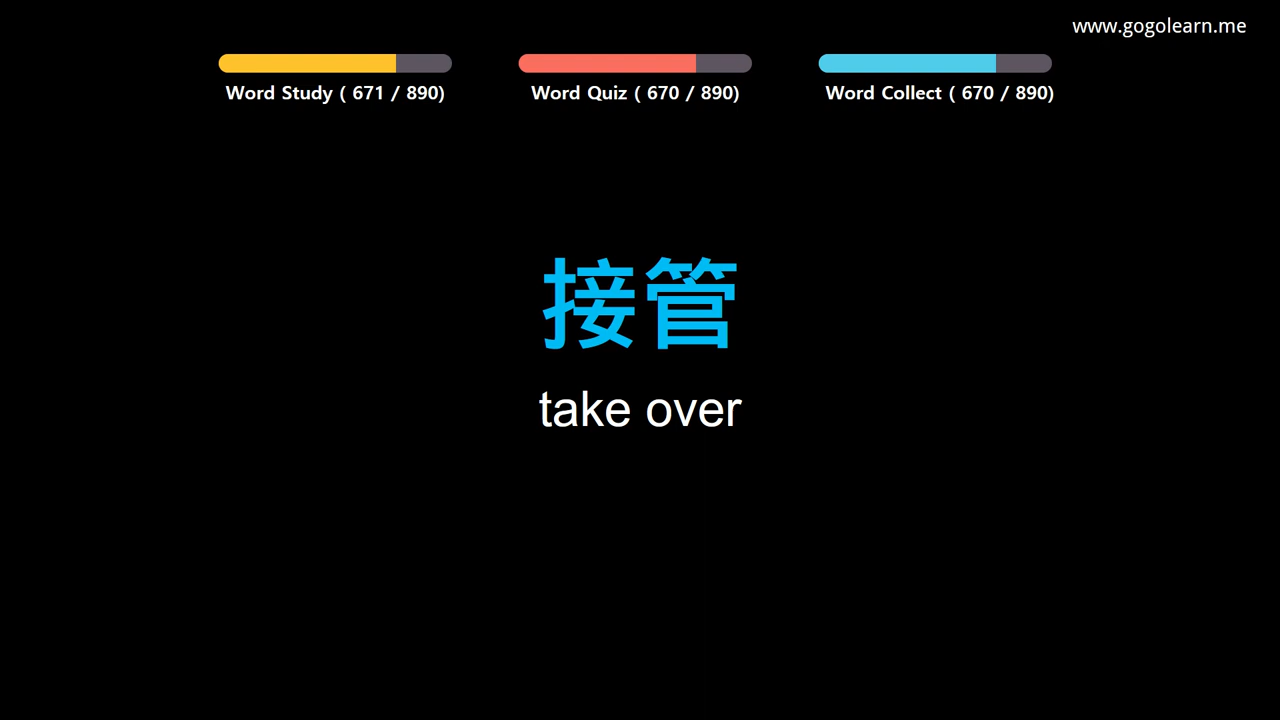 www.gogolearn.me
Word Study ( 671 / 890)
Word Quiz ( 670 / 890)
Word Collect ( 670 / 890)
接管
take over